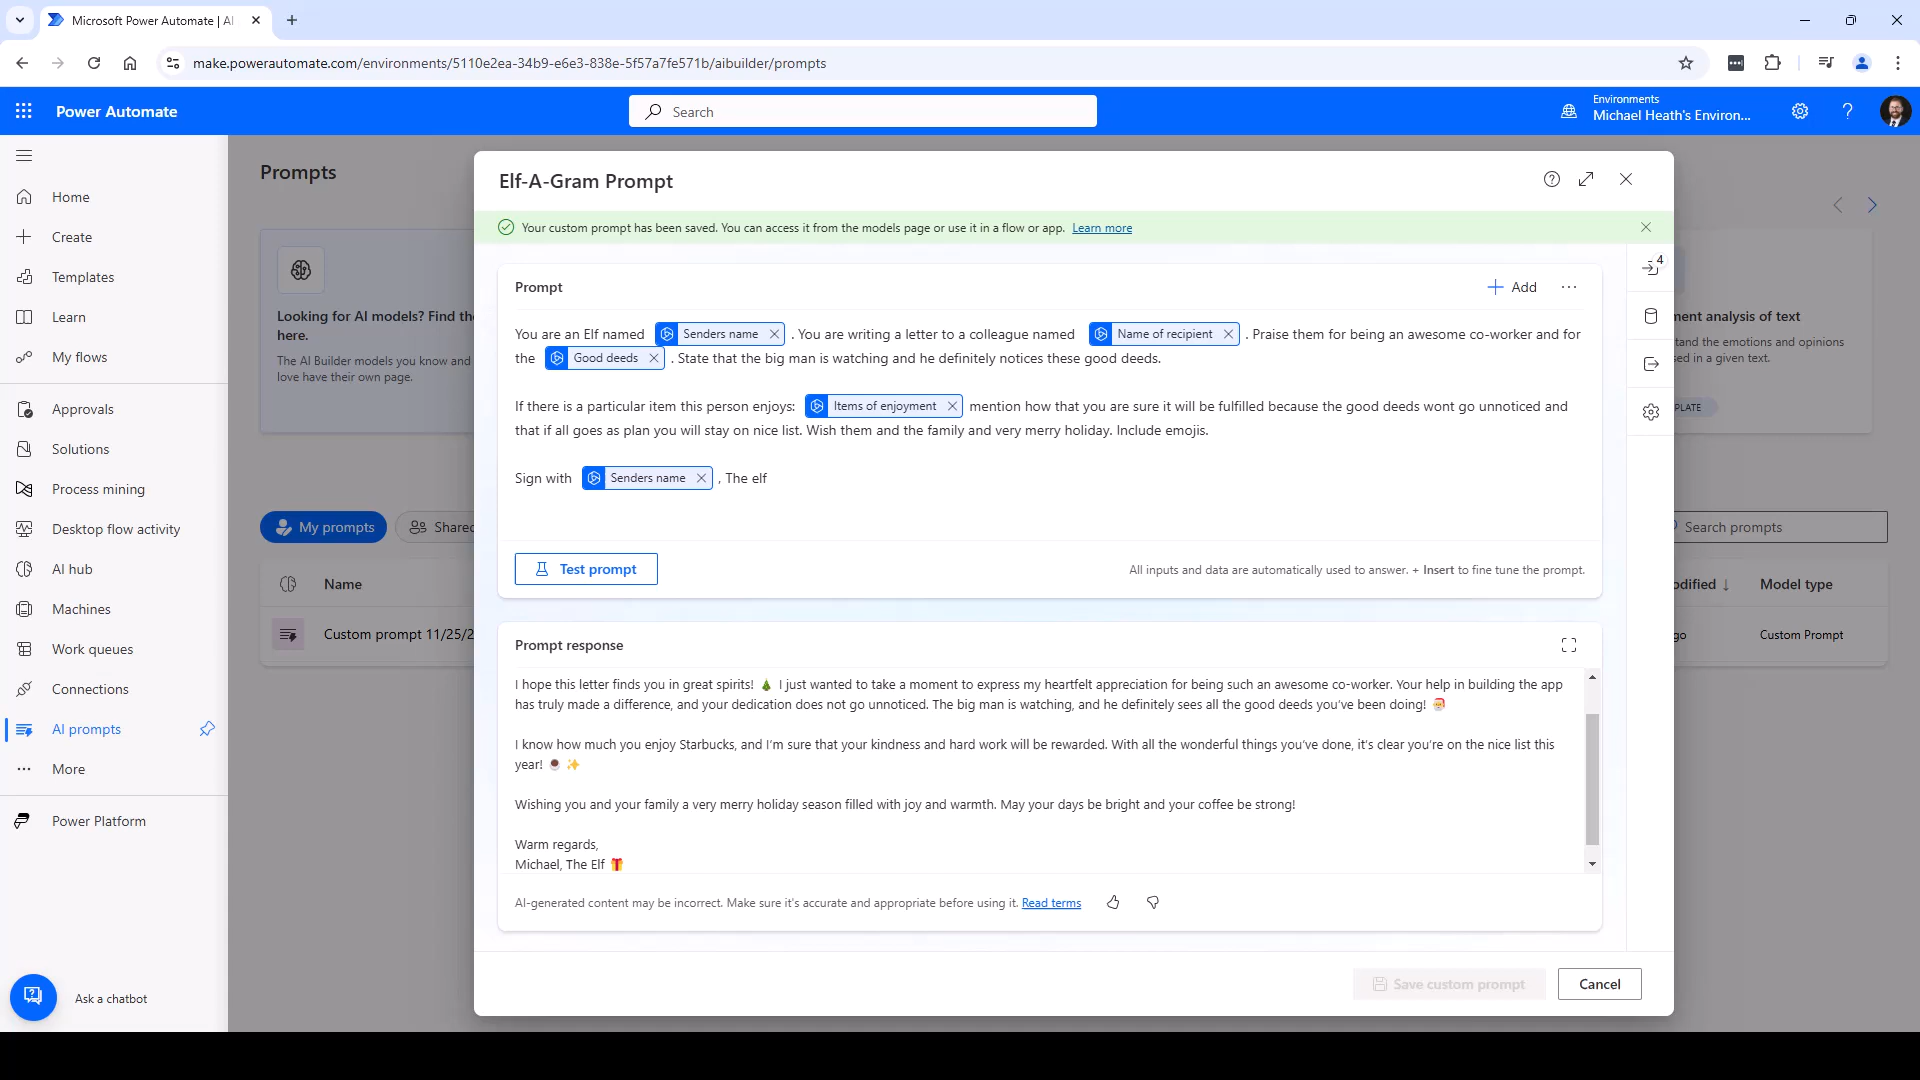 Microsoft Power Automate | AI
make.powerautomate.com/environments/5110e2ea-34b9-e6e3-838e-5f57a7fe571b/aibuilder/prompts
Power Automate
Search
Environments
Michael Heath's Environ...
Home
Create
Templates
Learn
My flows
Approvals
Solutions
Process mining
Desktop flow activity
AI hub
Machines
Work queues
Connections
AI prompts
More
Power Platform
Ask a chatbot
Prompts
Looking for AI models? Find the
here.
The AI Builder models you know and
love have their own page.
My prompts
Shared
Name
Custom prompt 11/25/2
Elf-A-Gram Prompt
Your custom prompt has been saved. You can access it from the models page or use it in a flow or app. Learn more
Prompt
Add
You are an Elf named Senders name . You are writing a letter to a colleague named Name of recipient . Praise them for being an awesome co-worker and for
the Good deeds . State that the big man is watching and he definitely notices these good deeds.
If there is a particular item this person enjoys: Items of enjoyment mention how that you are sure it will be fulfilled because the good deeds wont go unnoticed and
that if all goes as plan you will stay on nice list. Wish them and the family and very merry holiday. Include emojis.
Sign with Senders name , The elf
Test prompt
All inputs and data are automatically used to answer. + Insert to fine tune the prompt.
Prompt response
I hope this letter finds you in great spirits! 🎄 I just wanted to take a moment to express my heartfelt appreciation for being such an awesome co-worker. Your help in building the app
has truly made a difference, and your dedication does not go unnoticed. The big man is watching, and he definitely sees all the good deeds you've been doing! 🎅
I know how much you enjoy Starbucks, and I'm sure that your kindness and hard work will be rewarded. With all the wonderful things you've done, it's clear you're on the nice list this
year! ☕ ✨
Wishing you and your family a very merry holiday season filled with joy and warmth. May your days be bright and your coffee be strong!
Warm regards,
Michael, The Elf 🎁
AI-generated content may be incorrect. Make sure it's accurate and appropriate before using it. Read terms
Save custom prompt
Cancel
4
ment analysis of text
tand the emotions and opinions
sed in a given text.
PLATE
Search prompts
odified
Model type
go
Custom Prompt